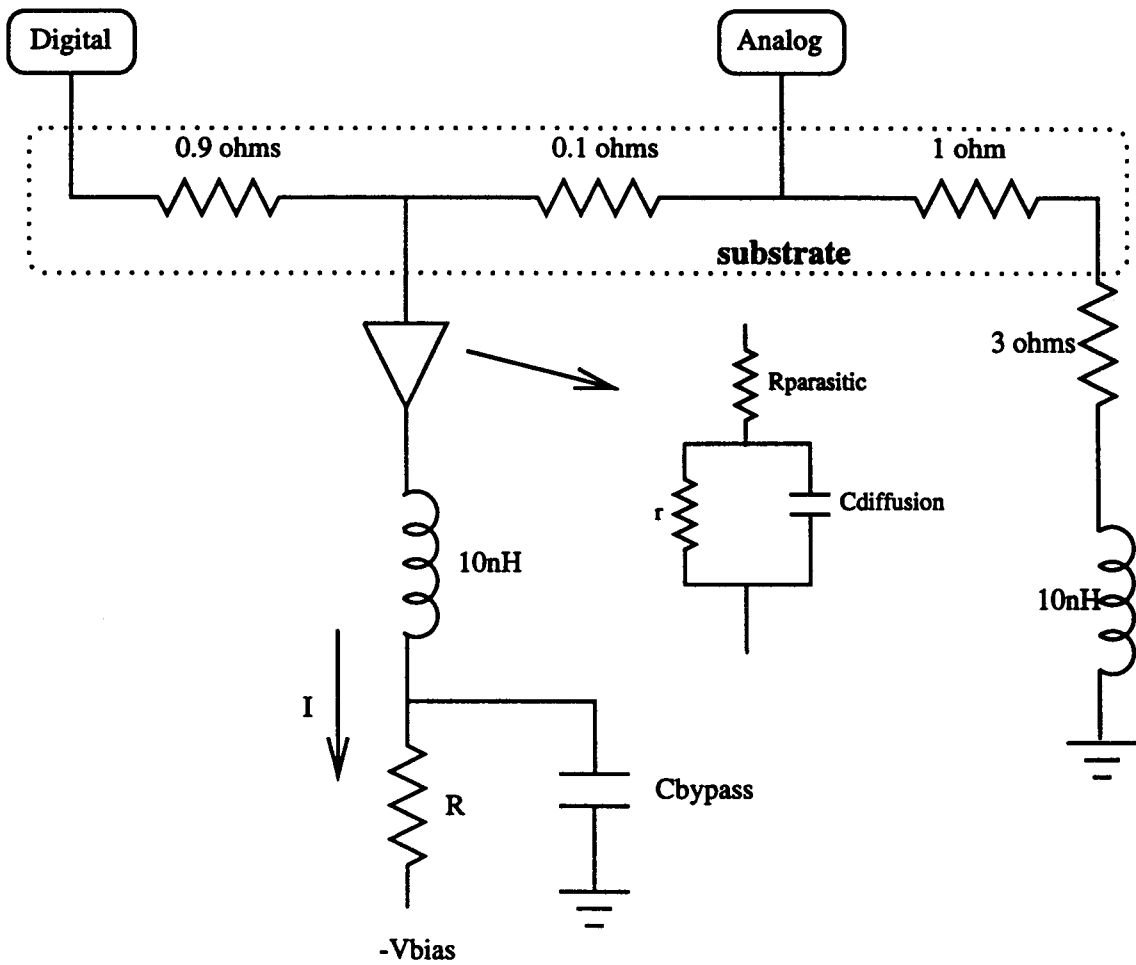 Digital
Analog
0.9 ohms
0.1 ohms
1 ohm
substrate
3 ohms
Rparasitic
r
Cdiffusion
10nH
10nH
I
R
Cbypass
-Vbias